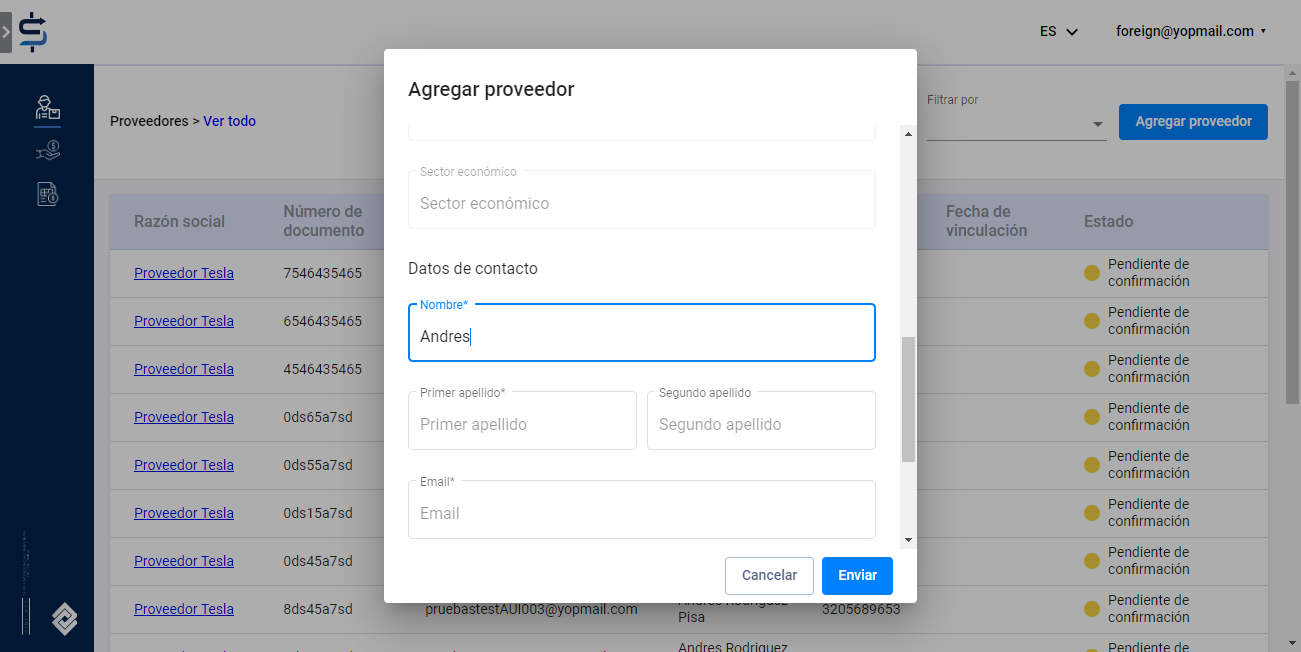 ES
foreign@yopmail.com
Proveedores > Ver todo
Filtrar por
Agregar proveedor
Razón social
Número de documento
Fecha de vinculación
Estado
Proveedor Tesla
7546435465
Pendiente de confirmación
Proveedor Tesla
6546435465
Pendiente de confirmación
Proveedor Tesla
4546435465
Pendiente de confirmación
Proveedor Tesla
0ds65a7sd
Pendiente de confirmación
Proveedor Tesla
0ds55a7sd
Pendiente de confirmación
Proveedor Tesla
0ds15a7sd
Pendiente de confirmación
Proveedor Tesla
0ds45a7sd
Pendiente de confirmación
Proveedor Tesla
8ds45a7sd
pruebastestAUI003@yopmail.com
Andres Rodriguez Pisa
3205689653
Pendiente de confirmación
Andres Rodriguez
Pendiente de
Agregar proveedor
Sector económico
Sector económico
Datos de contacto
Nombre*
Andres
Primer apellido*
Primer apellido
Segundo apellido
Segundo apellido
Email*
Email
Cancelar
Enviar